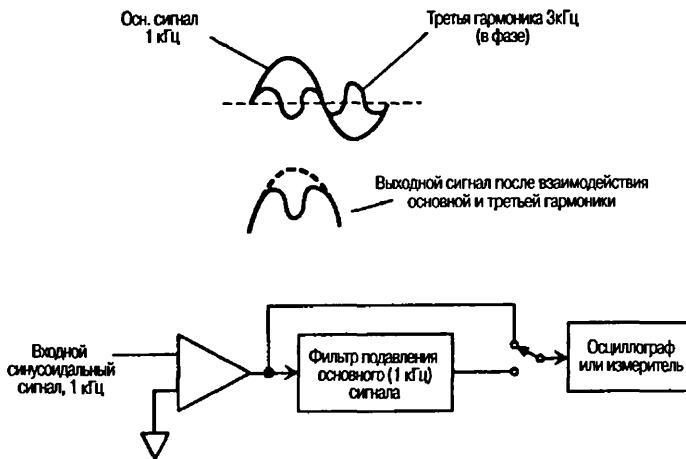 Осн. сигнал
1 кГц
Третья гармоника 3кГц
(в фазе)
Выходной сигнал после взаимодействия
основной и третьей гармоники
Входной
синусоидальный
сигнал, 1 кГц
Фильтр подавления
основного (1 кГц)
сигнала
Осциллограф
или измеритель